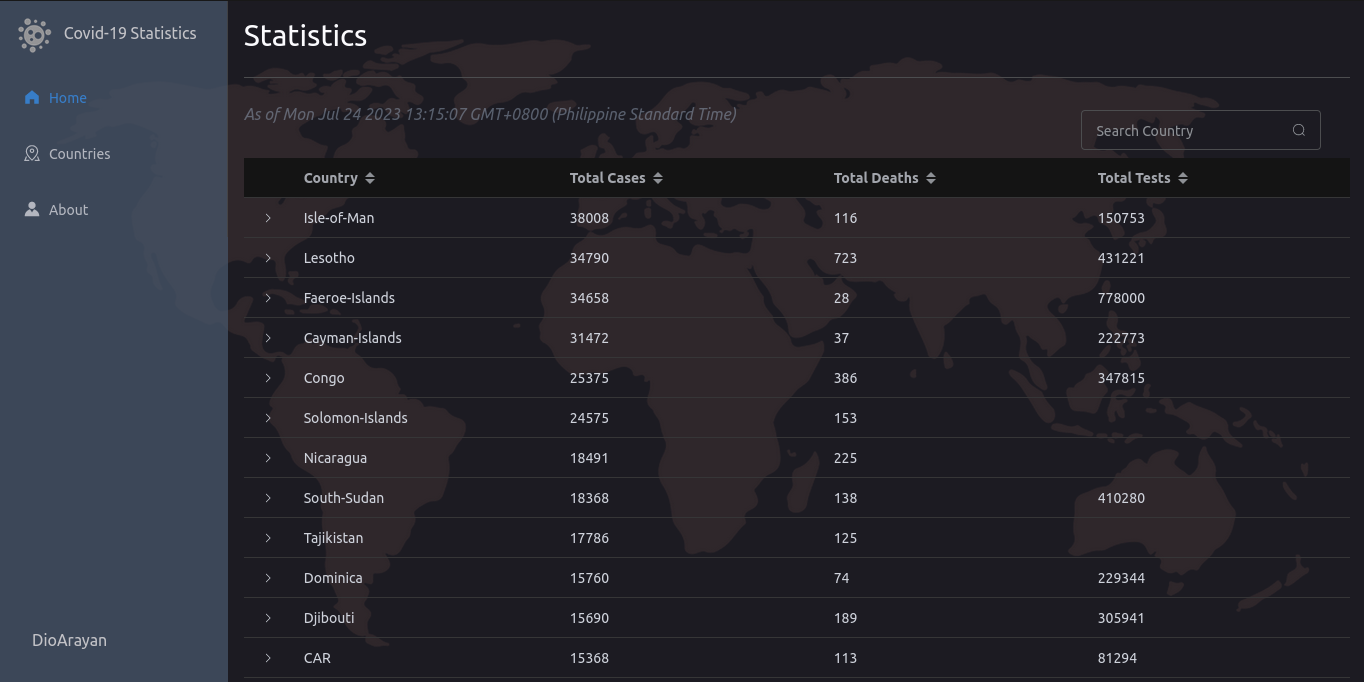 Covid-19 Statistics
Home
Countries
About
DioArayan
Statistics
As of Mon Jul 24 2023 13:15:07 GMT+0800 (Philippine Standard Time)
Search Country
Country Total Cases Total Deaths Total Tests
Isle-of-Man 38008 116 150753
Lesotho 34790 723 431221
Faeroe-Islands 34658 28 778000
Cayman-Islands 31472 37 222773
Congo 25375 386 347815
Solomon-Islands 24575 153
Nicaragua 18491 225
South-Sudan 18368 138 410280
Tajikistan 17786 125
Dominica 15760 74 229344
Djibouti 15690 189 305941
CAR 15368 113 81294